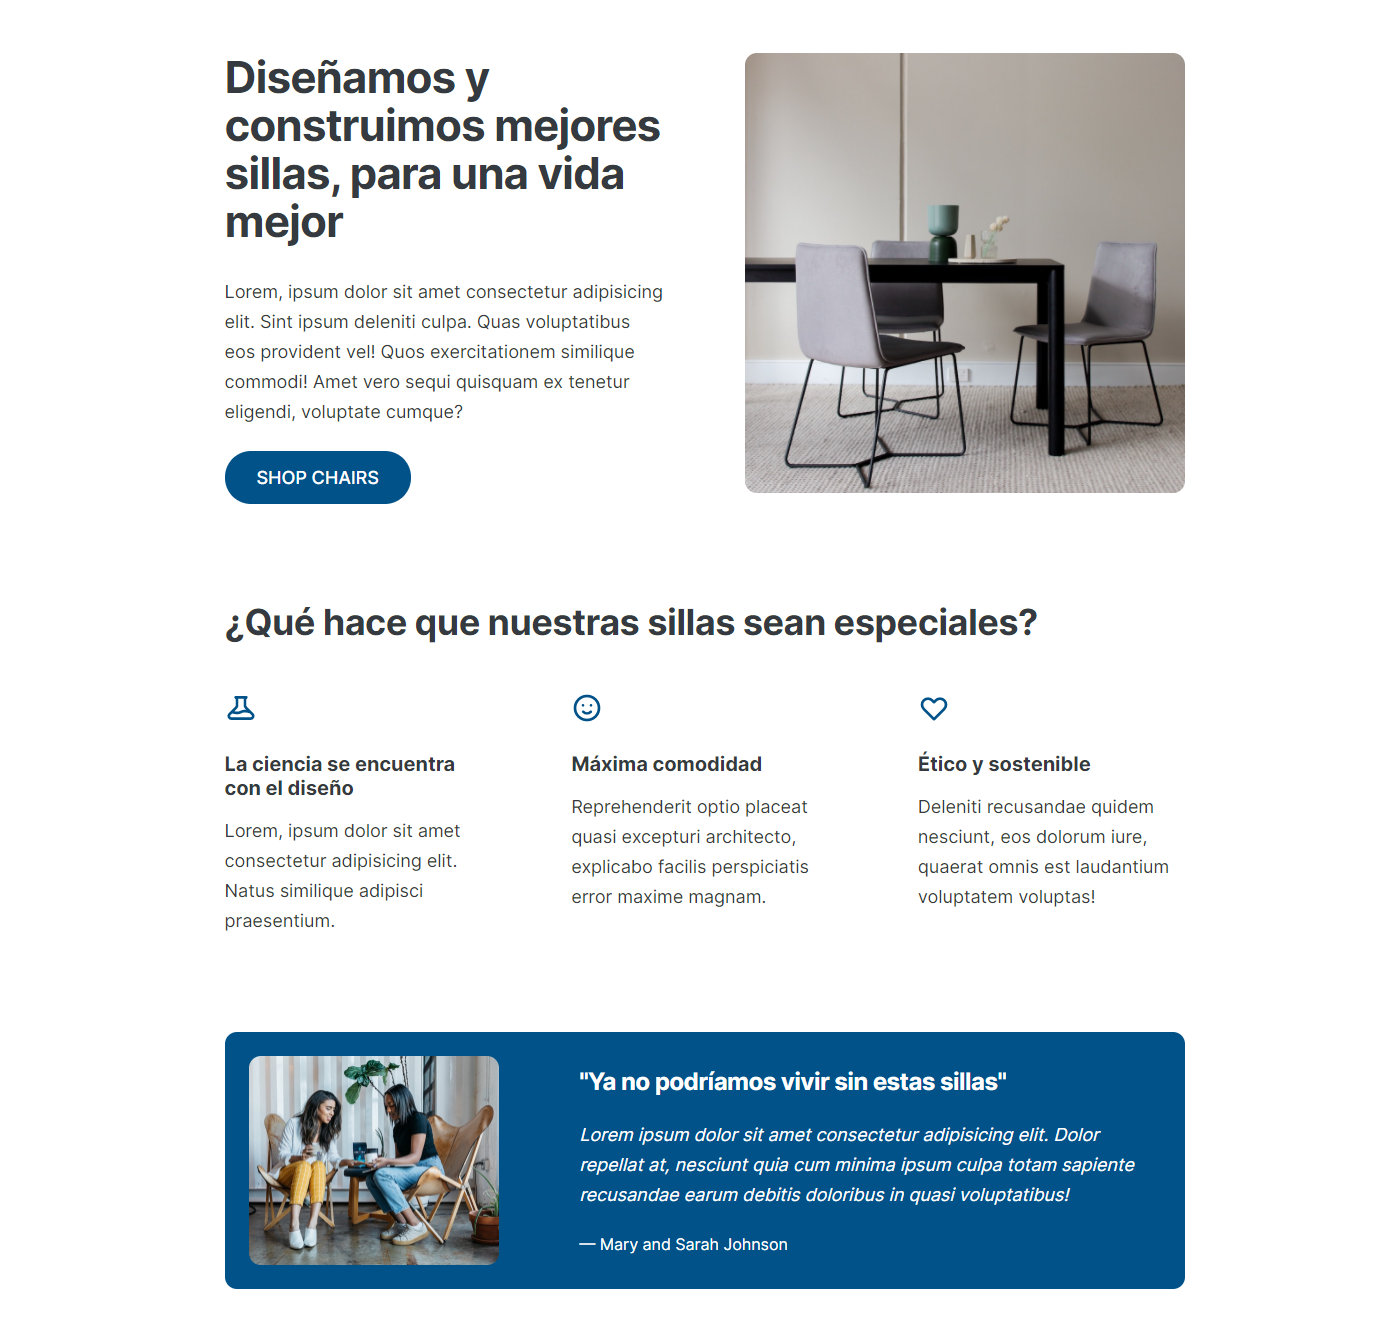 Diseñamos y
construimos mejores
sillas, para una vida
mejor
Lorem, ipsum dolor sit amet consectetur adipisicing
elit. Sint ipsum deleniti culpa. Quas voluptatibus
eos provident vel! Quos exercitationem similique
commodi! Amet vero sequi quisquam ex tenetur
eligendi, voluptate cumque?
SHOP CHAIRS
¿Qué hace que nuestras sillas sean especiales?
La ciencia se encuentra
con el diseño
Lorem, ipsum dolor sit amet
consectetur adipisicing elit.
Natus similique adipisci
praesentium.
Máxima comodidad
Reprehenderit optio placeat
quasi excepturi architecto,
explicabo facilis perspiciatis
error maxime magnam.
Ético y sostenible
Deleniti recusandae quidem
nesciunt, eos dolorum iure,
quaerat omnis est laudantium
voluptatem voluptas!
"Ya no podríamos vivir sin estas sillas"
Lorem ipsum dolor sit amet consectetur adipisicing elit. Dolor
repellat at, nesciunt quia cum minima ipsum culpa totam sapiente
recusandae earum debitis doloribus in quasi voluptatibus!
— Mary and Sarah Johnson